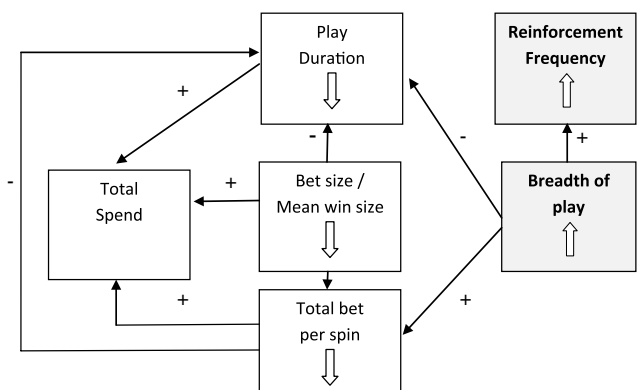 Play
Duration
Reinforcement
Frequency
+
-
-
+
-
Total
Spend
+
Bet size /
Mean win size
Breadth of
play
+
+
Total bet
per spin